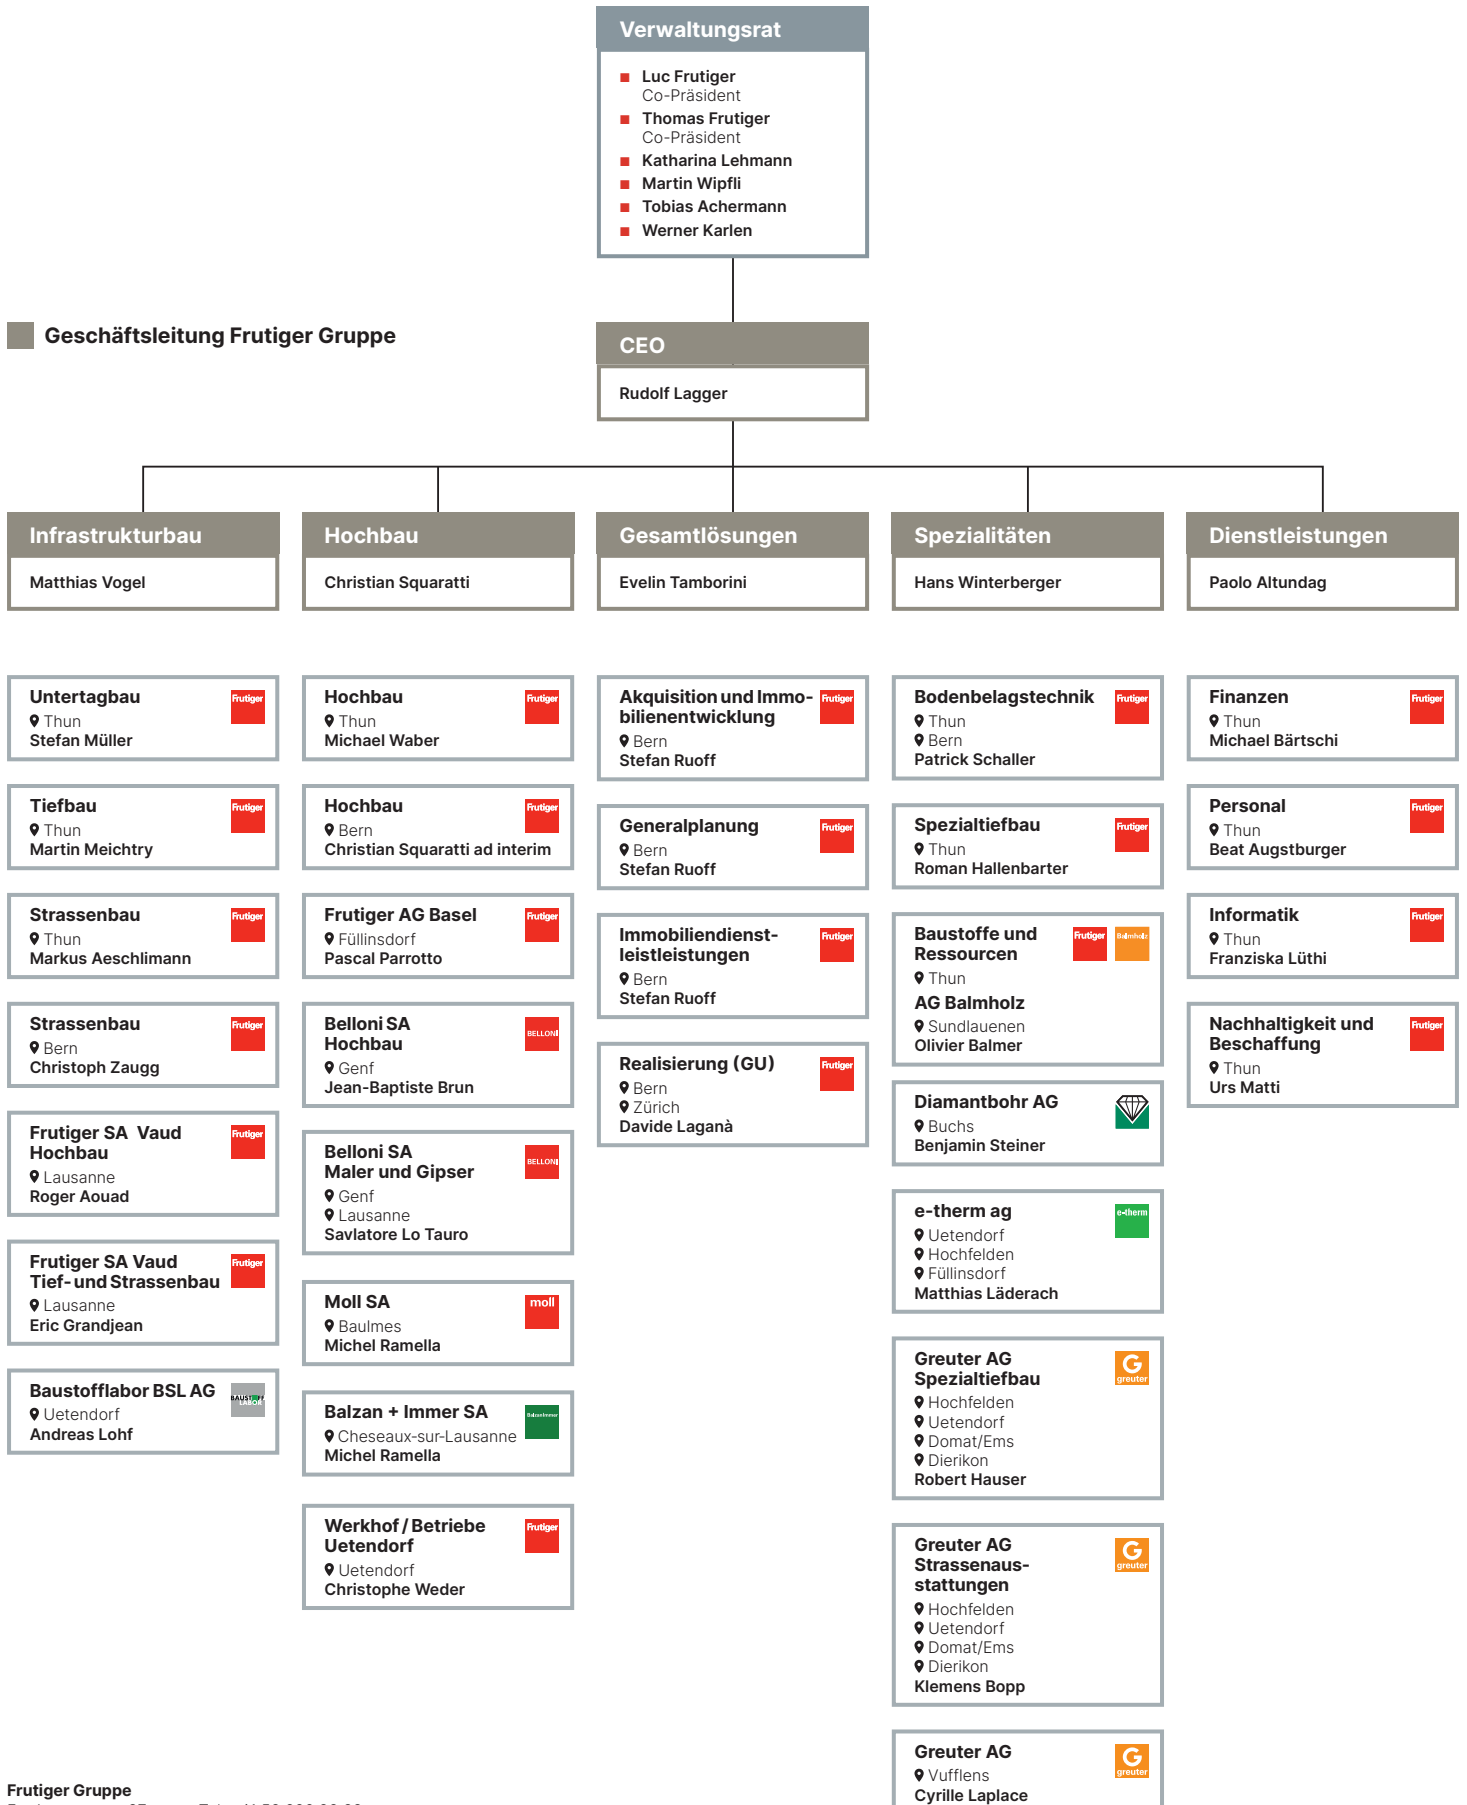 Verwaltungsrat
Luc Frutiger
Co-Präsident
Thomas Frutiger
Co-Präsident
Katharina Lehmann
Martin Wipfli
Tobias Achermann
Werner Karlen
Geschäftsleitung Frutiger Gruppe
CEO
Rudolf Lagger
Infrastrukturbau
Matthias Vogel
Untertagbau
Frutiger
Thun
Stefan Müller
Tiefbau
Frutiger
Thun
Martin Meichtry
Strassenbau
Frutiger
Thun
Markus Aeschlimann
Strassenbau
Frutiger
Bern
Christoph Zaugg
Frutiger SA Vaud
Frutiger
Hochbau
Lausanne
Roger Aouad
Frutiger SA Vaud
Frutiger
Tief- und Strassenbau
Lausanne
Eric Grandjean
Baustofflabor BSL AG
BAUSTOFF
LABOR
Uetendorf
Andreas Lohf
Hochbau
Christian Squaratti
Hochbau
Frutiger
Thun
Michael Waber
Hochbau
Frutiger
Bern
Christian Squaratti ad interim
Frutiger AG Basel
Frutiger
Füllinsdorf
Pascal Parrotto
Belloni SA
Hochbau
BELLONI
Genf
Jean-Baptiste Brun
Belloni SA
Maler und Gipser
BELLONI
Genf
Lausanne
Savlatore Lo Tauro
Moll SA
moll
Baulmes
Michel Ramella
Balzan + Immer SA
BalzanImmer
Cheseaux-sur-Lausanne
Michel Ramella
Werkhof / Betriebe
Frutiger
Uetendorf
Uetendorf
Christophe Weder
Gesamtlösungen
Evelin Tamborini
Akquisition und Immo-
Frutiger
bilienentwicklung
Bern
Stefan Ruoff
Generalplanung
Frutiger
Bern
Stefan Ruoff
Immobiliendienst-
Frutiger
leistleistungen
Bern
Stefan Ruoff
Realisierung (GU)
Frutiger
Bern
Zürich
Davide Laganà
Spezialitäten
Hans Winterberger
Bodenbelagstechnik
Frutiger
Thun
Bern
Patrick Schaller
Spezialtiefbau
Frutiger
Thun
Roman Hallenbarter
Baustoffe und
Frutiger
Balmholz
Ressourcen
Thun
AG Balmholz
Sundlauenen
Olivier Balmer
Diamantbohr AG
Buchs
Benjamin Steiner
e-therm ag
e-therm
Uetendorf
Hochfelden
Füllinsdorf
Matthias Läderach
Greuter AG
G
greuter
Spezialtiefbau
Hochfelden
Uetendorf
Domat/Ems
Dierikon
Robert Hauser
Greuter AG
G
greuter
Strassenaus-
stattungen
Hochfelden
Uetendorf
Domat/Ems
Dierikon
Klemens Bopp
Greuter AG
G
greuter
Vufflens
Cyrille Laplace
Dienstleistungen
Paolo Altundag
Finanzen
Frutiger
Thun
Michael Bärtschi
Personal
Frutiger
Thun
Beat Augstburger
Informatik
Frutiger
Thun
Franziska Lüthi
Nachhaltigkeit und
Frutiger
Beschaffung
Thun
Urs Matti
Frutiger Gruppe